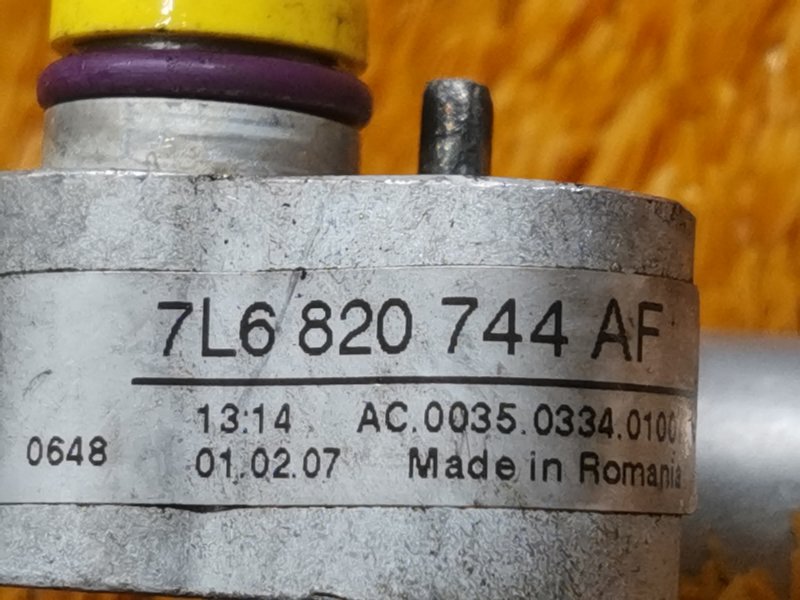 7L6 820 744 AF
13:14 AC.0035.0334.0100
0648 01.02.07 Made in Romania